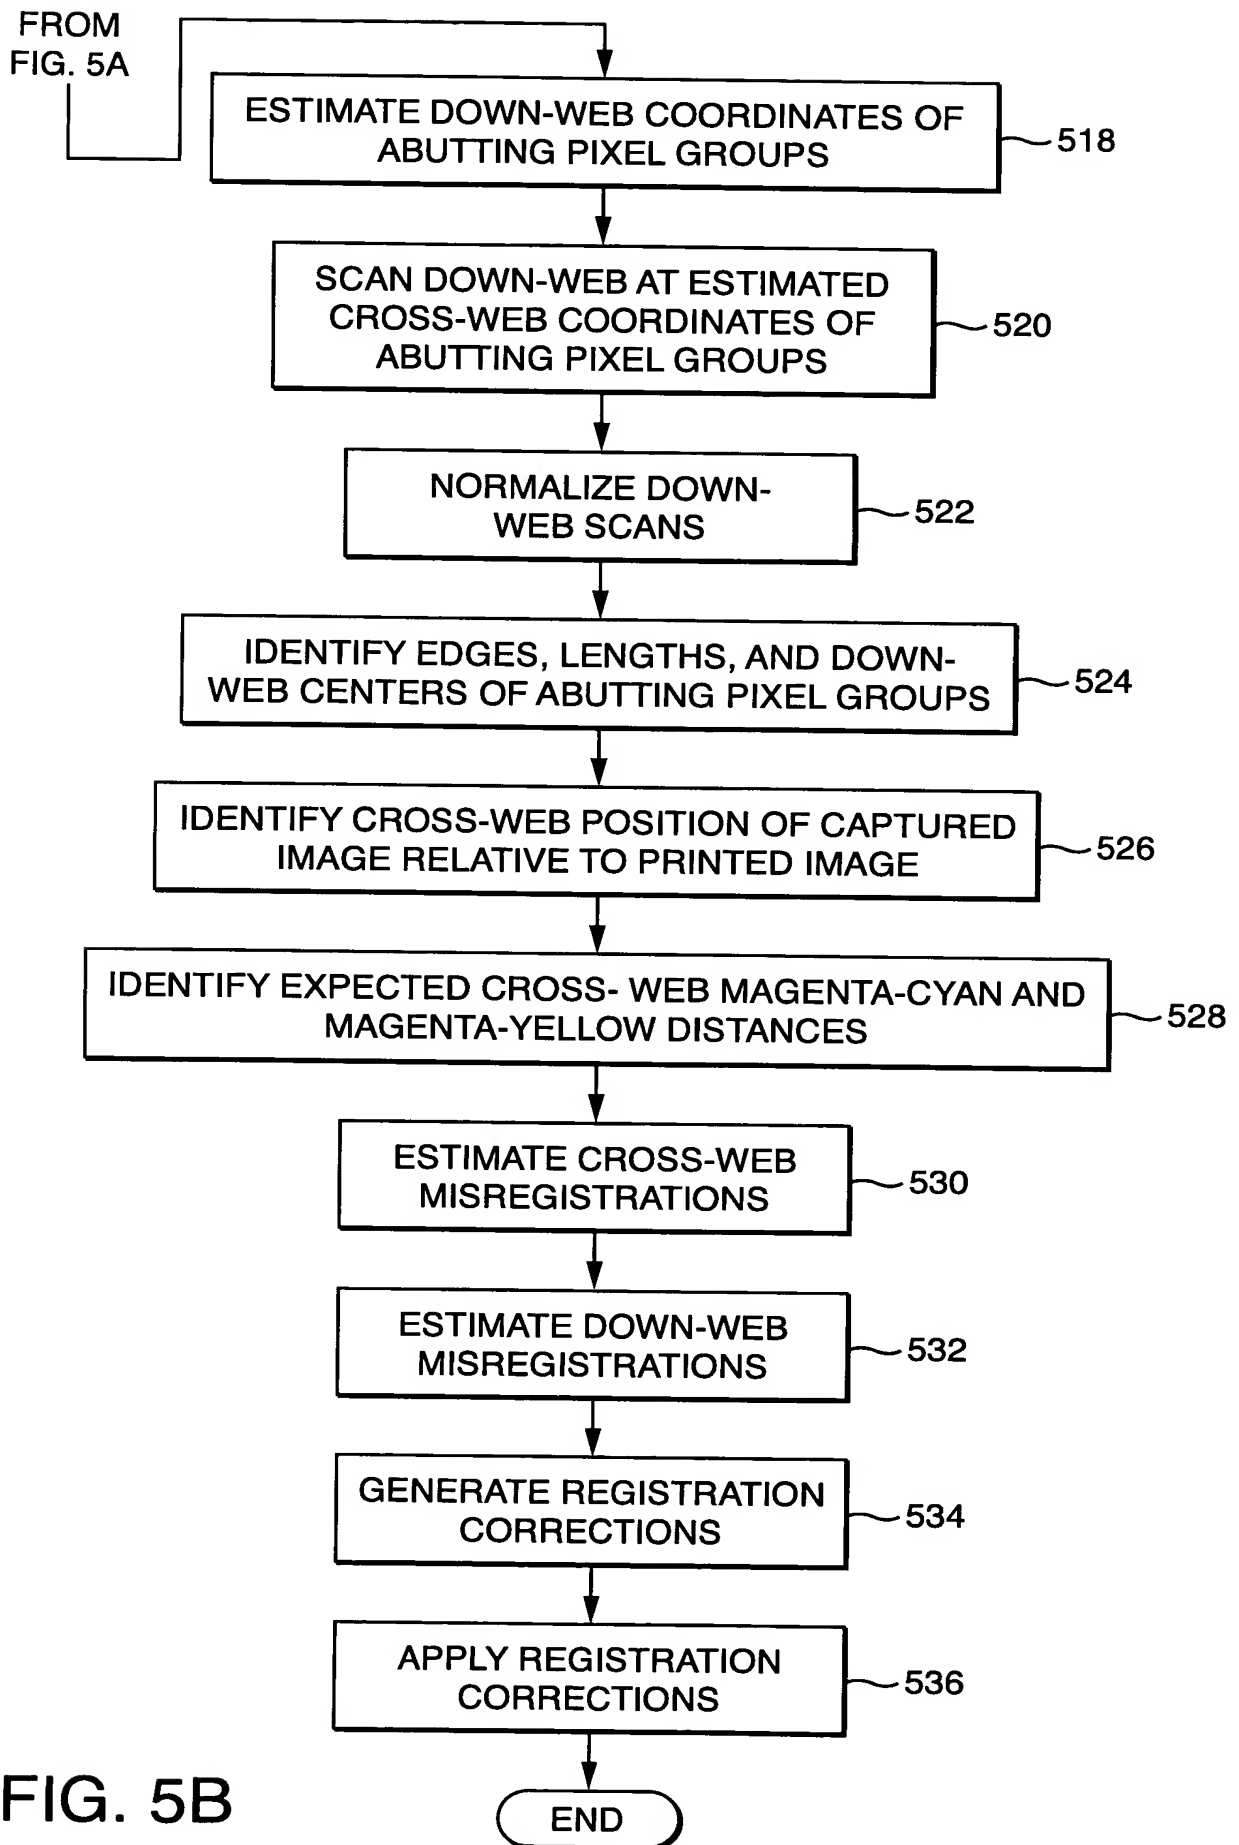 FROM
FIG. 5A
ESTIMATE DOWN-WEB COORDINATES OF
ABUTTING PIXEL GROUPS
518
SCAN DOWN-WEB AT ESTIMATED
CROSS-WEB COORDINATES OF
ABUTTING PIXEL GROUPS
520
NORMALIZE DOWN-
WEB SCANS
522
IDENTIFY EDGES, LENGTHS, AND DOWN-
WEB CENTERS OF ABUTTING PIXEL GROUPS
524
IDENTIFY CROSS-WEB POSITION OF CAPTURED
IMAGE RELATIVE TO PRINTED IMAGE
526
IDENTIFY EXPECTED CROSS- WEB MAGENTA-CYAN AND
MAGENTA-YELLOW DISTANCES
528
ESTIMATE CROSS-WEB
MISREGISTRATIONS
530
ESTIMATE DOWN-WEB
MISREGISTRATIONS
532
GENERATE REGISTRATION
CORRECTIONS
534
APPLY REGISTRATION
CORRECTIONS
536
END
FIG. 5B